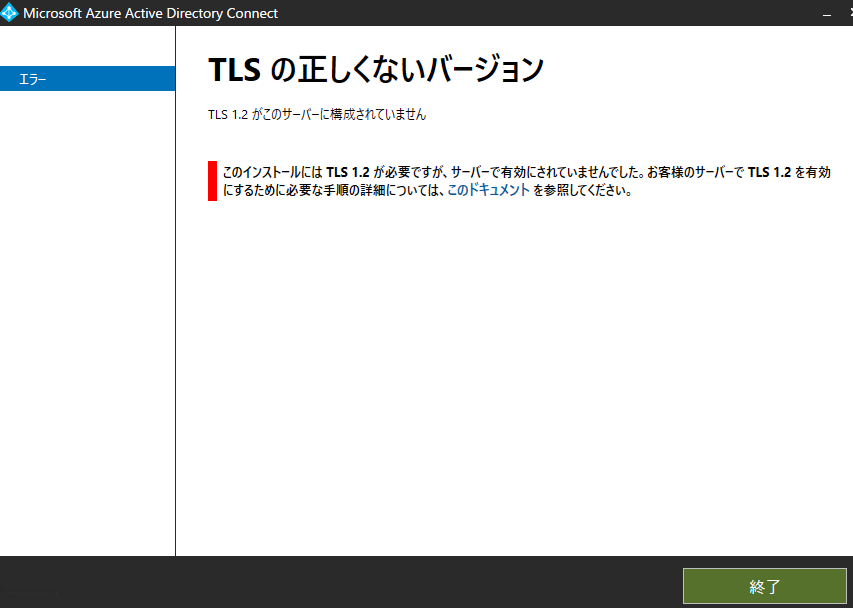 Microsoft Azure Active Directory Connect
エラー
TLS の正しくないバージョン
TLS 1.2 がこのサーバーに構成されていません
このインストールには TLS 1.2 が必要ですが、サーバーで有効にされていませんでした。お客様のサーバーで TLS 1.2 を有効
にするために必要な手順の詳細については、このドキュメント を参照してください。
終了